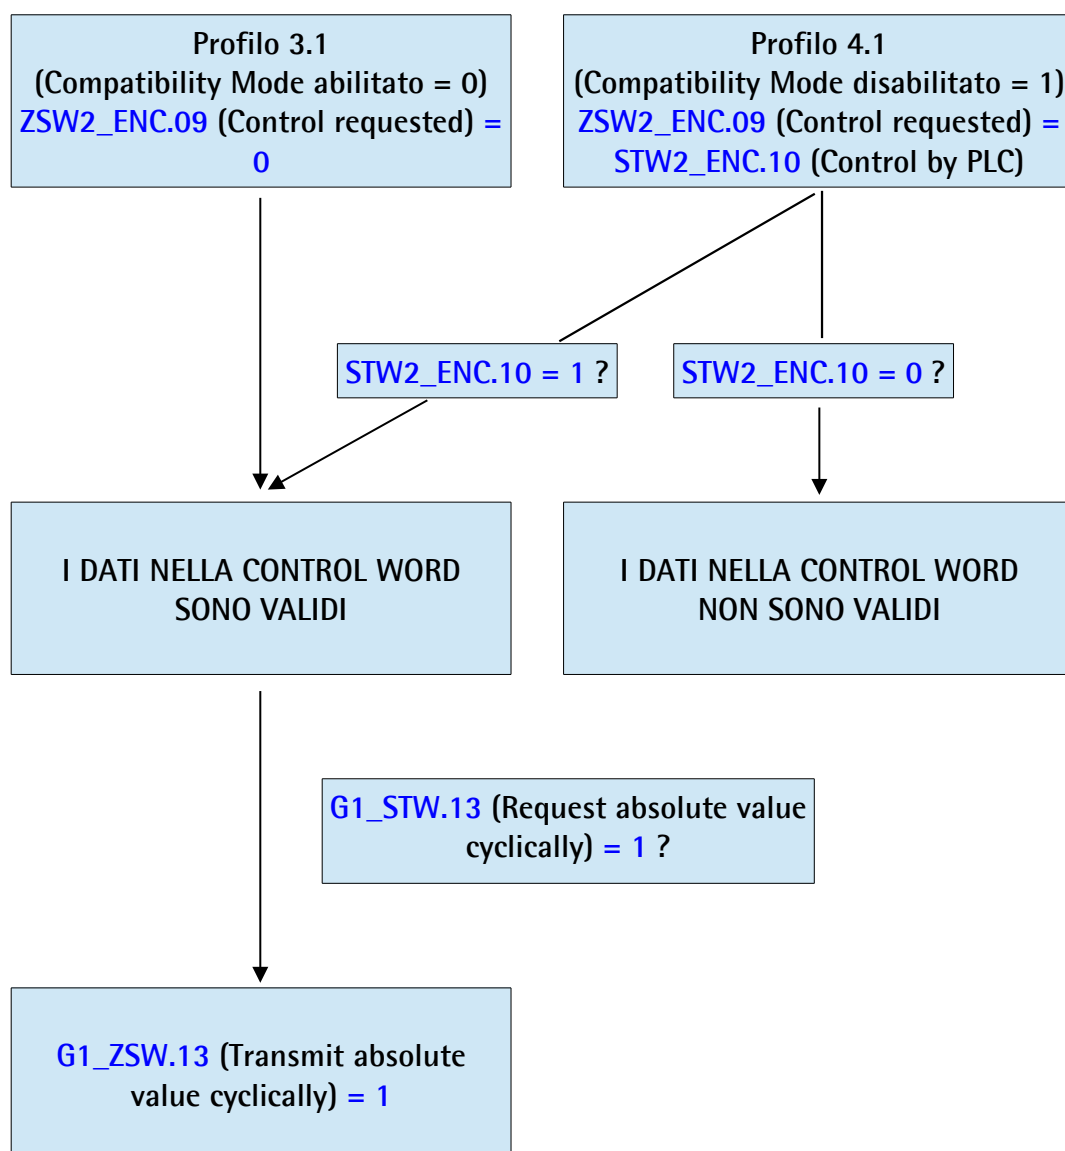 Profilo 3.1
(Compatibility Mode abilitato = 0)
ZSW2_ENC.09 (Control requested) =
0
Profilo 4.1
(Compatibility Mode disabilitato = 1)
ZSW2_ENC.09 (Control requested) =
STW2_ENC.10 (Control by PLC)
STW2_ENC.10 = 1 ?
STW2_ENC.10 = 0 ?
I DATI NELLA CONTROL WORD
SONO VALIDI
I DATI NELLA CONTROL WORD
NON SONO VALIDI
G1_STW.13 (Request absolute value
cyclically) = 1 ?
G1_ZSW.13 (Transmit absolute
value cyclically) = 1